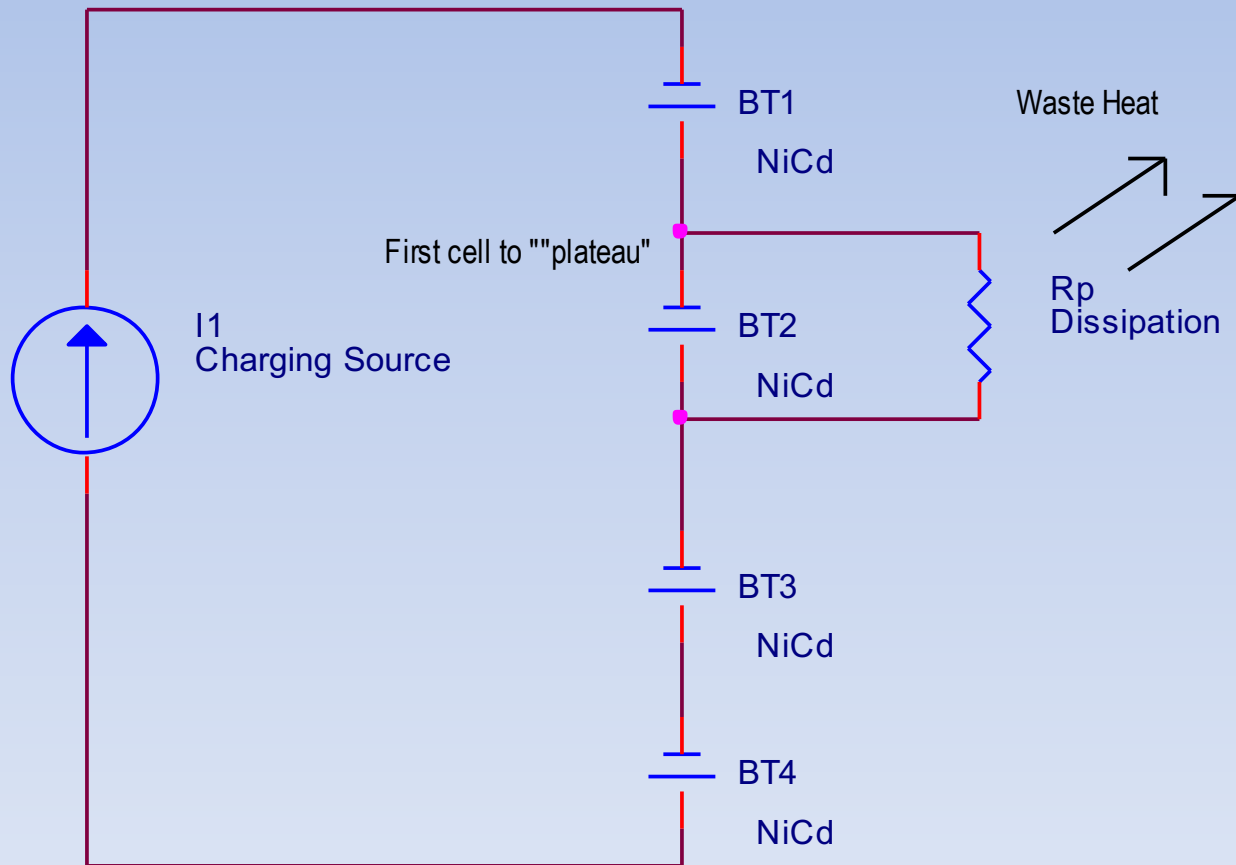 BT1
NiCd
Waste Heat
First cell to ""plateau"
I1
Charging Source
BT2
NiCd
Rp
Dissipation
BT3
NiCd
BT4
NiCd